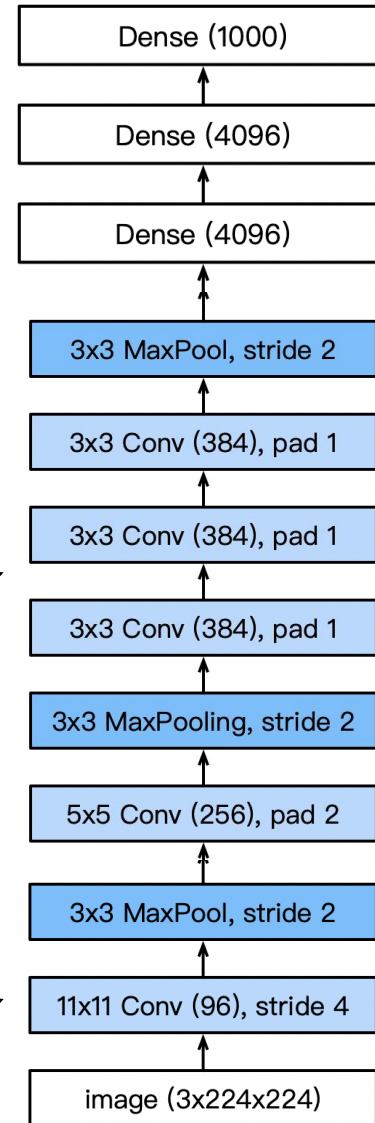 Dense (1000)
Dense (4096)
Dense (4096)
3x3 MaxPool, stride 2
3x3 Conv (384), pad 1
3x3 Conv (384), pad 1
3x3 Conv (384), pad 1
3x3 MaxPooling, stride 2
5x5 Conv (256), pad 2
3x3 MaxPool, stride 2
11x11 Conv (96), stride 4
image (3x224x224)